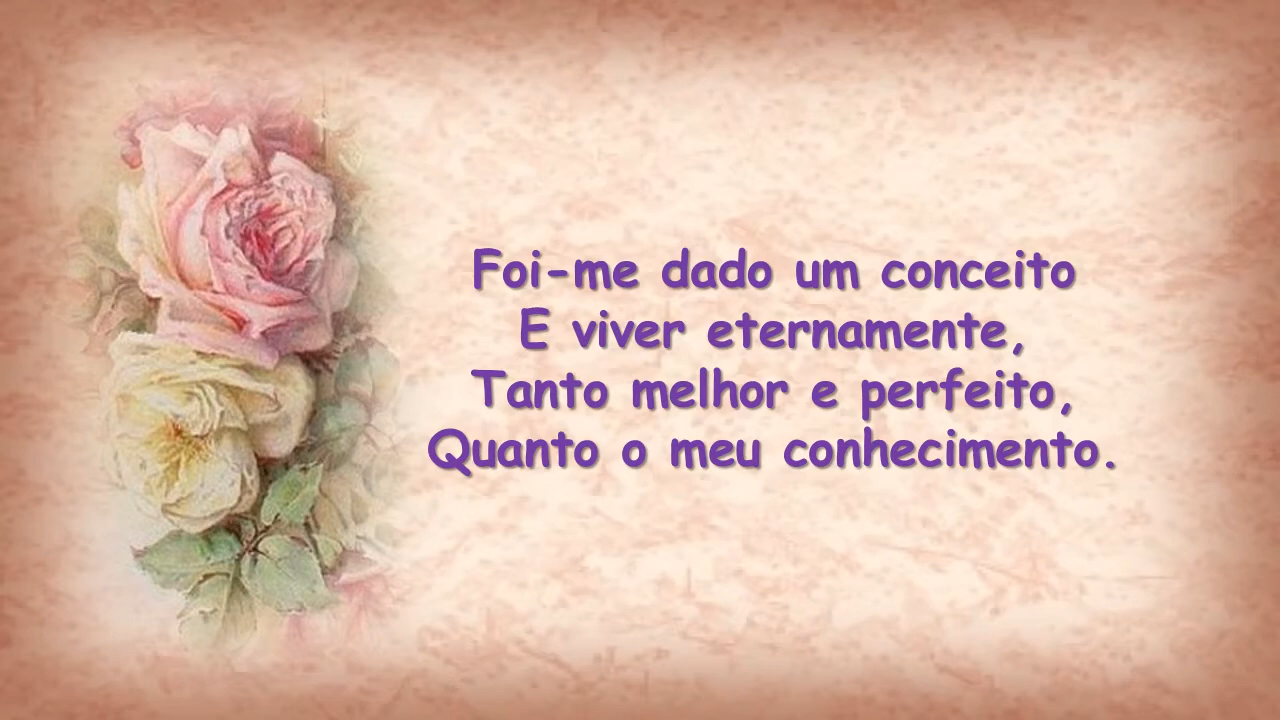 Foi-me dado um conceito
E viver eternamente,
Tanto melhor e perfeito,
Quanto o meu conhecimento.